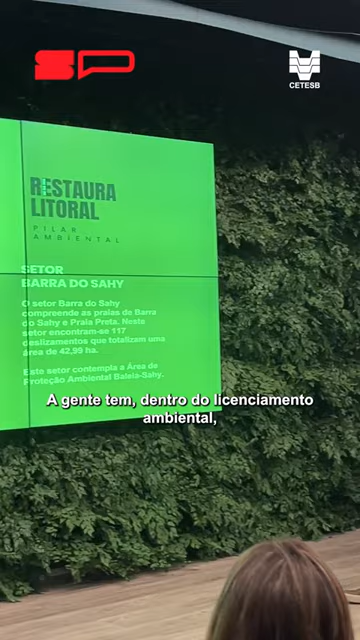 SP
CETESB
RESTAURA
LITORAL
PILAR
AMBIENTAL
SETOR
BARRA DO SAHY
O setor Barra do Sahy
compreende as praias de Barra
do Sahy e Praia Preta. Neste
setor encontram-se 117
deslizamentos que totalizam uma
área de 42,99 ha.
Este setor contempla a Área de
Proteção Ambiental Baleia-Sahy.
A gente tem, dentro do licenciamento
ambiental,